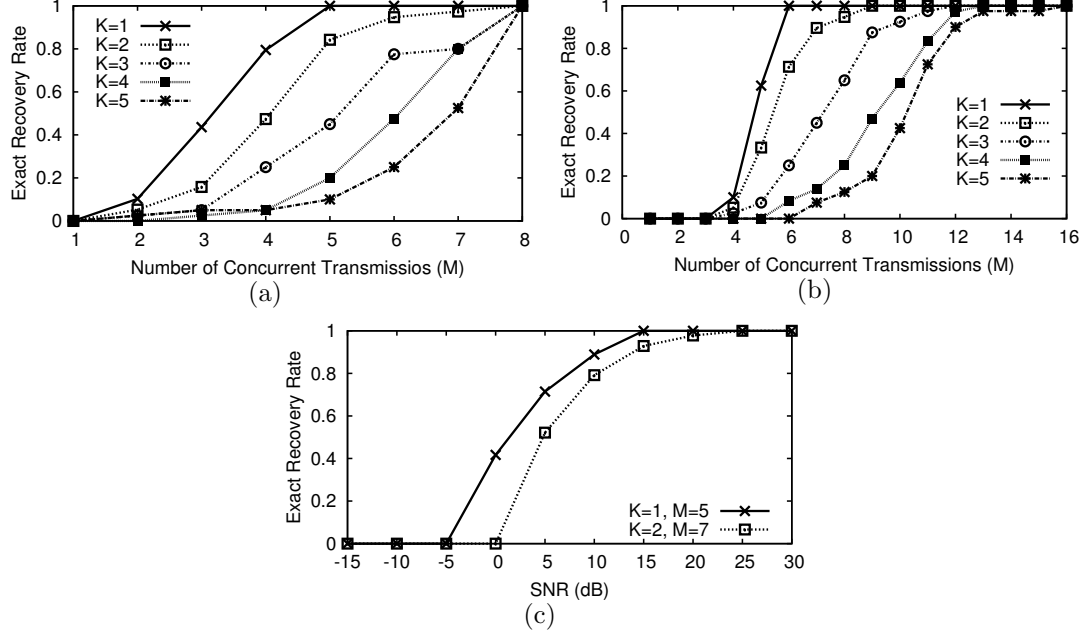 Exact Recovery Rate
1
0.8
0.6
0.4
0.2
0
K=1
K=2
K=3
K=4
K=5
1 2 3 4 5 6 7 8
Number of Concurrent Transmissios (M)
(a)
Exact Recovery Rate
1
0.8
0.6
0.4
0.2
0
K=1
K=2
K=3
K=4
K=5
0 2 4 6 8 10 12 14 16
Number of Concurrent Transmissions (M)
(b)
Exact Recovery Rate
1
0.8
0.6
0.4
0.2
0
K=1, M=5
K=2, M=7
-15 -10 -5 0 5 10 15 20 25 30
SNR (dB)
(c)